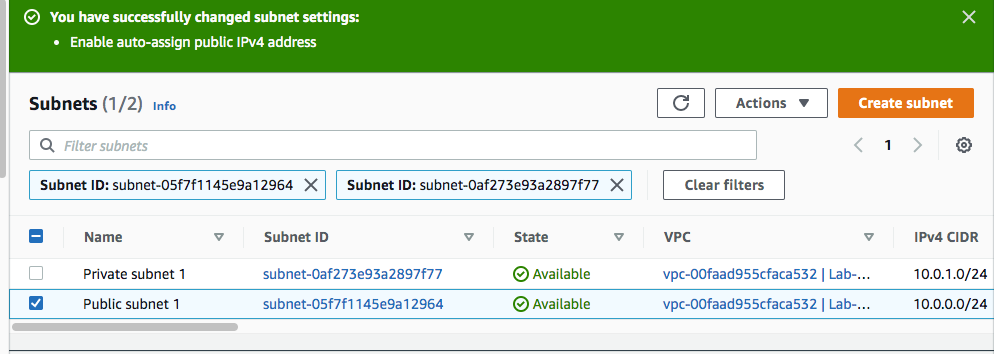 You have successfully changed subnet settings:
• Enable auto-assign public IPv4 address
Subnets (1/2) Info
Actions
Create subnet
Filter subnets
1
Subnet ID: subnet-05f7f1145e9a12964
Subnet ID: subnet-0af273e93a2897f77
Clear filters
Name Subnet ID State VPC IPv4 CIDR
Private subnet 1 subnet-0af273e93a2897f77 Available vpc-00faad955cfaca532 | Lab-... 10.0.1.0/24
Public subnet 1 subnet-05f7f1145e9a12964 Available vpc-00faad955cfaca532 | Lab-... 10.0.0.0/24